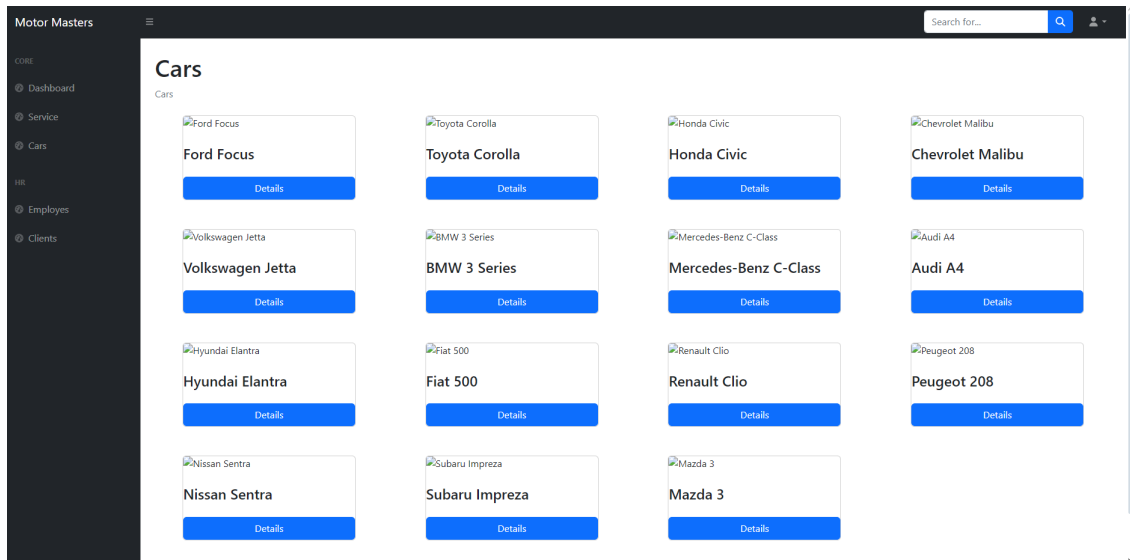 Motor Masters
Search for...
CORE
Dashboard
Service
Cars
HR
Employes
Clients
Cars
Cars
Ford Focus Toyota Corolla Honda Civic Chevrolet Malibu
Ford Focus Toyota Corolla Honda Civic Chevrolet Malibu
Details Details Details Details
Volkswagen Jetta BMW 3 Series Mercedes-Benz C-Class Audi A4
Volkswagen Jetta BMW 3 Series Mercedes-Benz C-Class Audi A4
Details Details Details Details
Hyundai Elantra Fiat 500 Renault Clio Peugeot 208
Hyundai Elantra Fiat 500 Renault Clio Peugeot 208
Details Details Details Details
Nissan Sentra Subaru Impreza Mazda 3
Nissan Sentra Subaru Impreza Mazda 3
Details Details Details